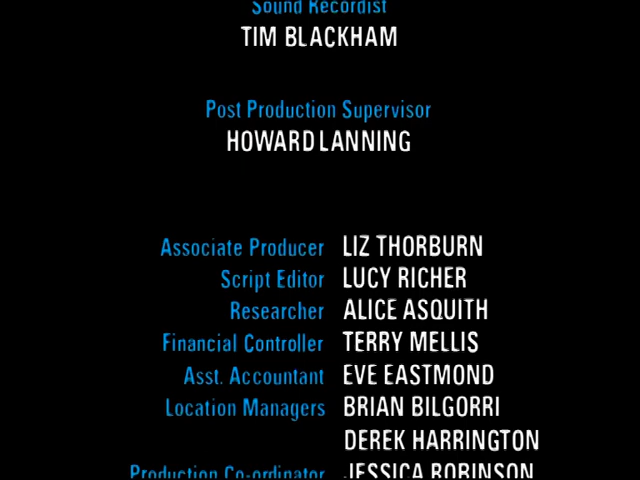 Sound Recordist
TIM BLACKHAM
Post Production Supervisor
HOWARD LANNING
Associate Producer LIZ THORBURN
Script Editor LUCY RICHER
Researcher ALICE ASQUITH
Financial Controller TERRY MELLIS
Asst. Accountant EVE EASTMOND
Location Managers BRIAN BILGORRI
DEREK HARRINGTON
Production Co-ordinator JESSICA ROBINSON